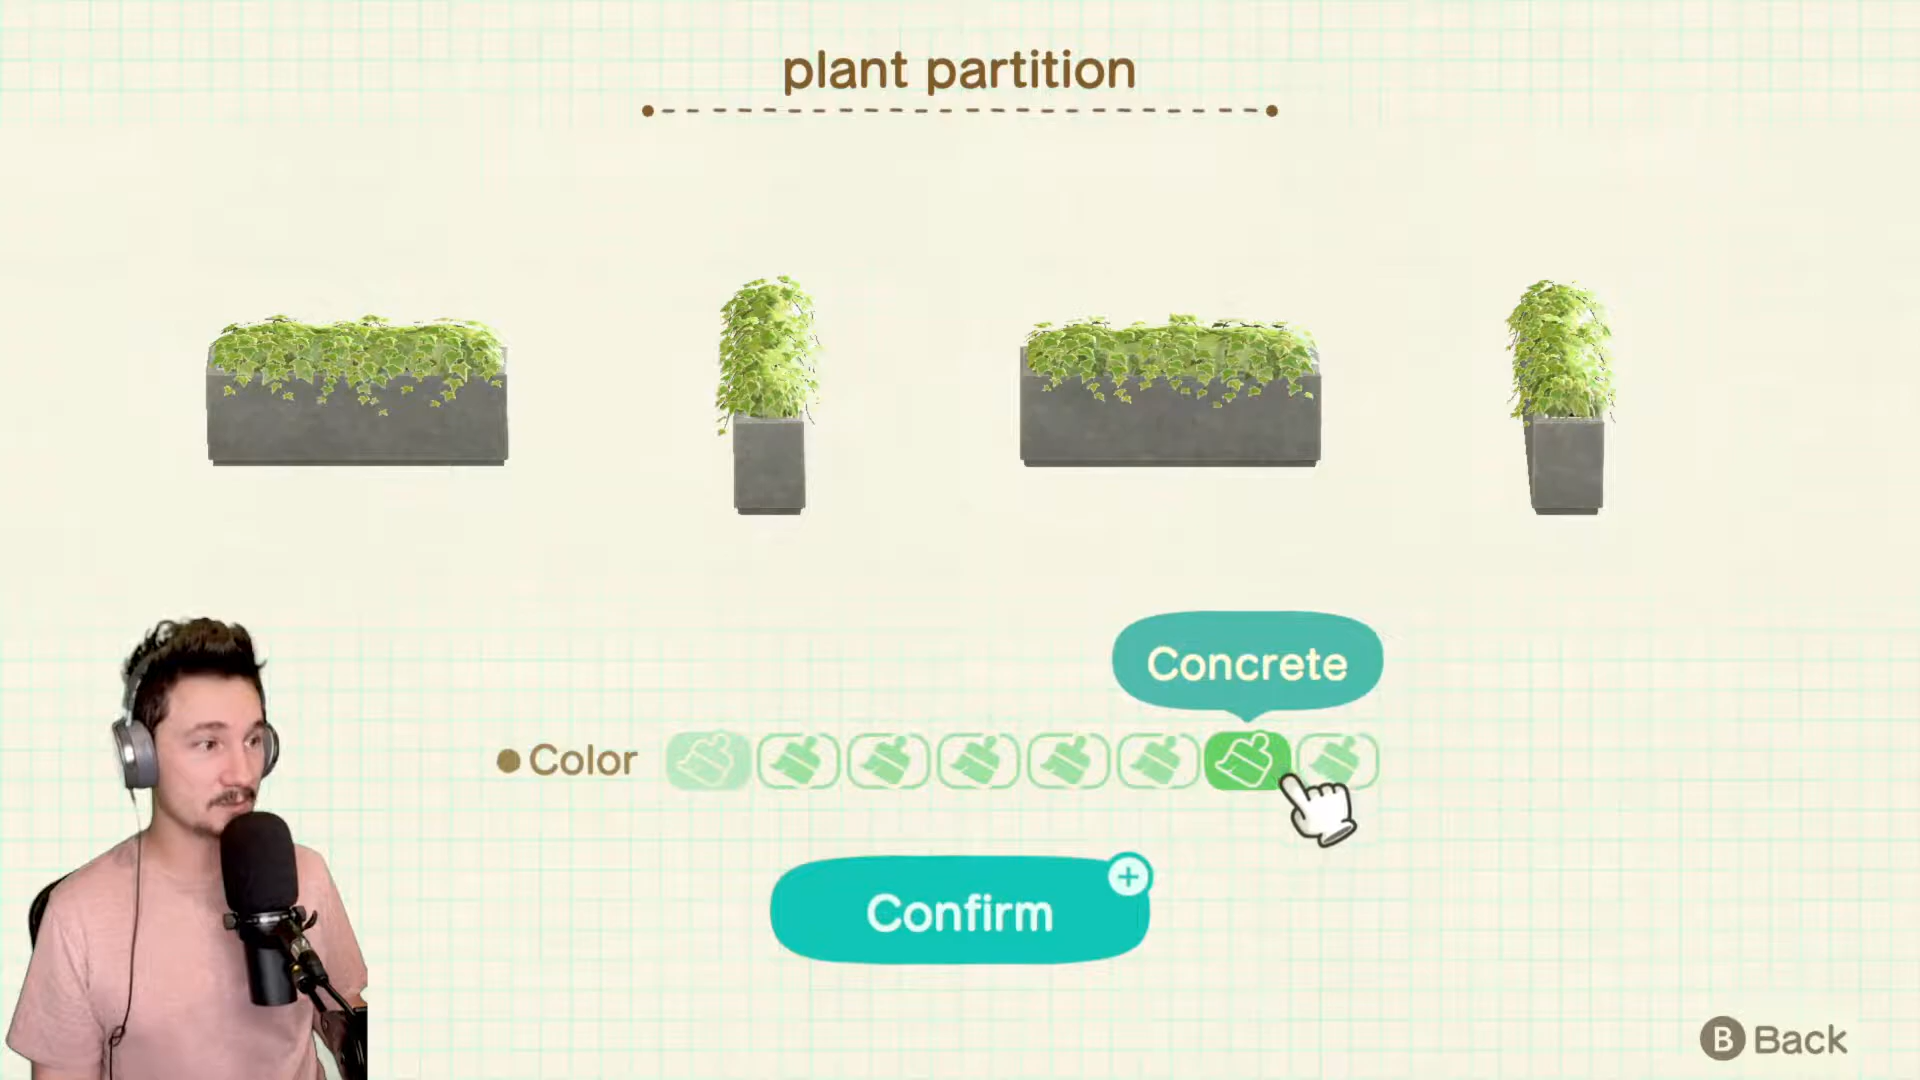 plant partition
Concrete
Color
Confirm
B Back